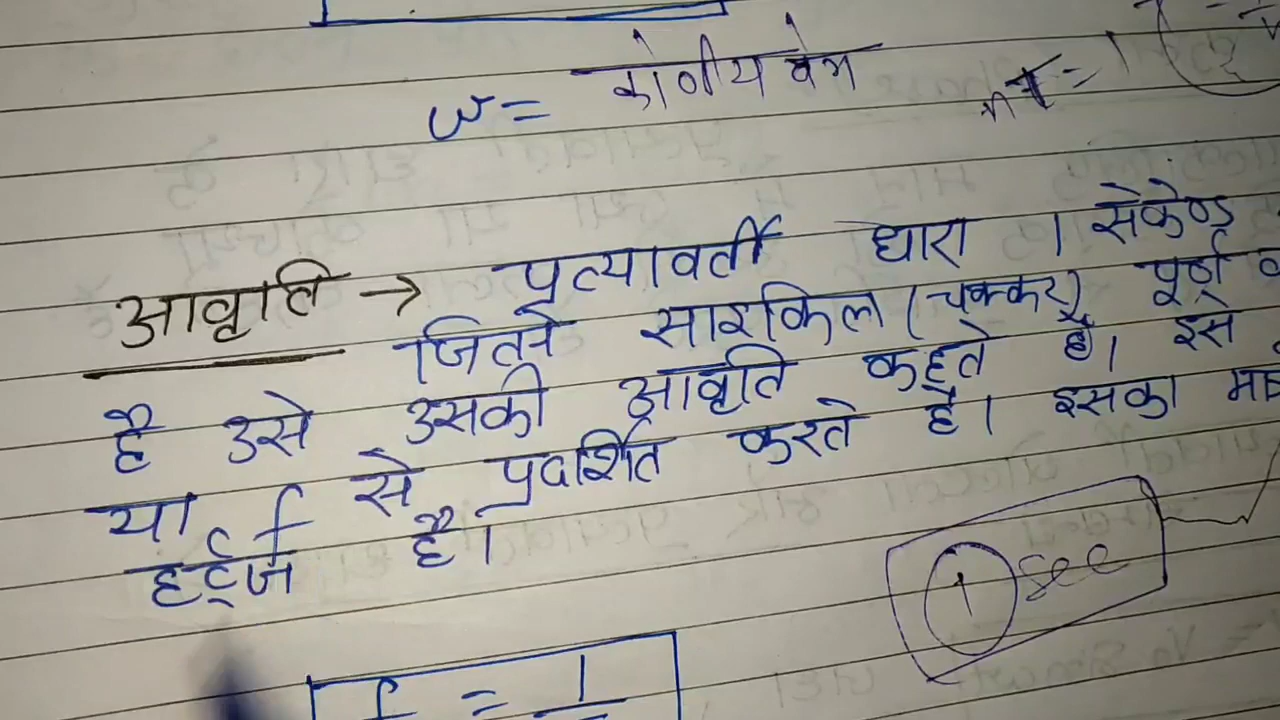 ω = कोणीय वेग
आवृति → प्रत्यावर्ती धारा 1 सेकेण्ड
जितने साइकिल (चक्कर) पूर्ण
है उसे उसकी आवृति कहते है। इसे
या f से प्रदर्शित करते है। इसका
हर्ट्ज है।
1 sec
f = 1